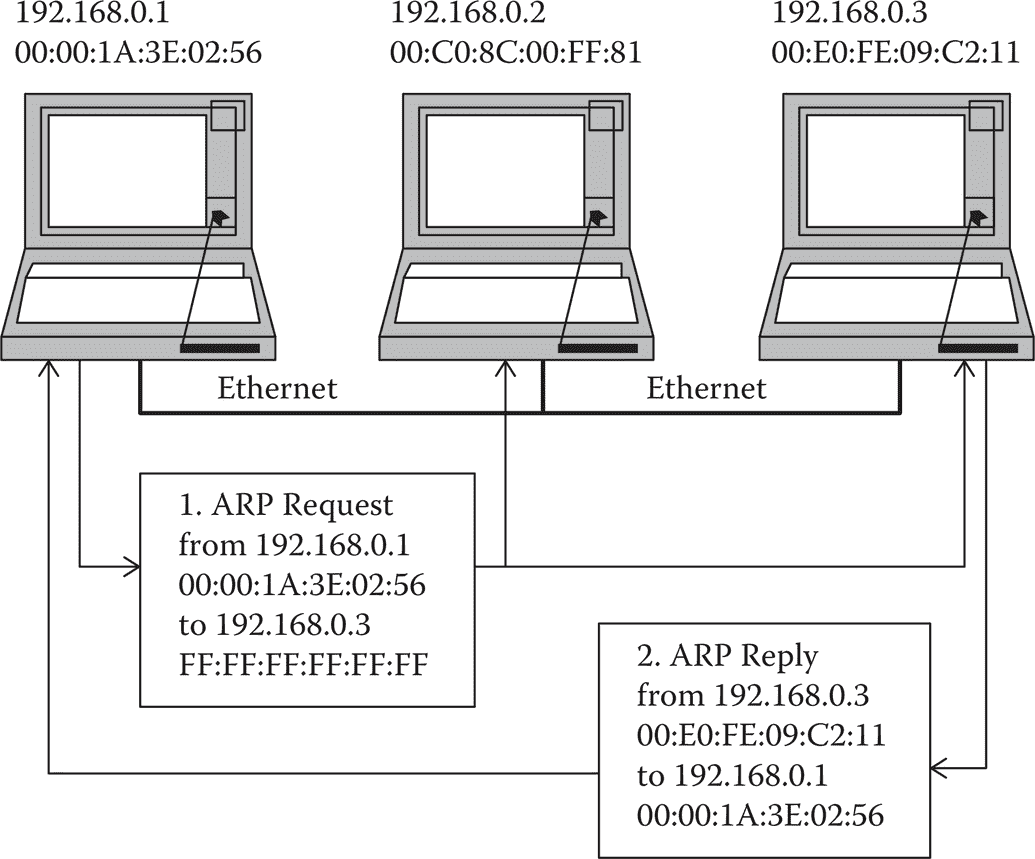 192.168.0.1
00:00:1A:3E:02:56
192.168.0.2
00:C0:8C:00:FF:81
192.168.0.3
00:E0:FE:09:C2:11
Ethernet
Ethernet
1. ARP Request
from 192.168.0.1
00:00:1A:3E:02:56
to 192.168.0.3
FF:FF:FF:FF:FF:FF
2. ARP Reply
from 192.168.0.3
00:E0:FE:09:C2:11
to 192.168.0.1
00:00:1A:3E:02:56